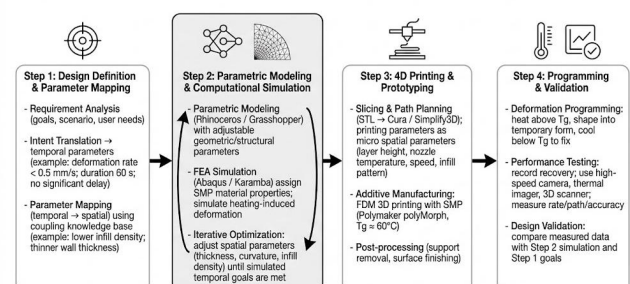 Step 1: Design Definition
& Parameter Mapping
- Requirement Analysis
(goals, scenario, user needs)
- Intent Translation →
temporal parameters
(example: deformation rate
< 0.5 mm/s; duration 60 s;
no significant delay)
- Parameter Mapping
(temporal → spatial) using
coupling knowledge base
(example: lower infill density;
thinner wall thickness)
Step 2: Parametric Modeling
& Computational Simulation
- Parametric Modeling
(Rhinoceros / Grasshopper)
with adjustable
geometric/structural
parameters
- FEA Simulation
(Abaqus / Karamba) assign
SMP material properties;
simulate heating-induced
deformation
- Iterative Optimization:
adjust spatial parameters
(thickness, curvature, infill
density) until simulated
temporal goals are met
Step 3: 4D Printing &
Prototyping
- Slicing & Path Planning
(STL → Cura / Simplify3D);
printing parameters as
micro spatial parameters
(layer height, nozzle
temperature, speed, infill
pattern)
- Additive Manufacturing:
FDM 3D printing with SMP
(Polymaker polyMorph,
Tg ≈ 60°C)
- Post-processing (support
removal, surface finishing)
Step 4: Programming
& Validation
- Deformation Programming:
heat above Tg, shape into
temporary form, cool
below Tg to fix
- Performance Testing:
record recovery; use high-
speed camera, thermal
imager, 3D scanner;
measure rate/path/accuracy
- Design Validation:
compare measured data
with Step 2 simulation and
Step 1 goals